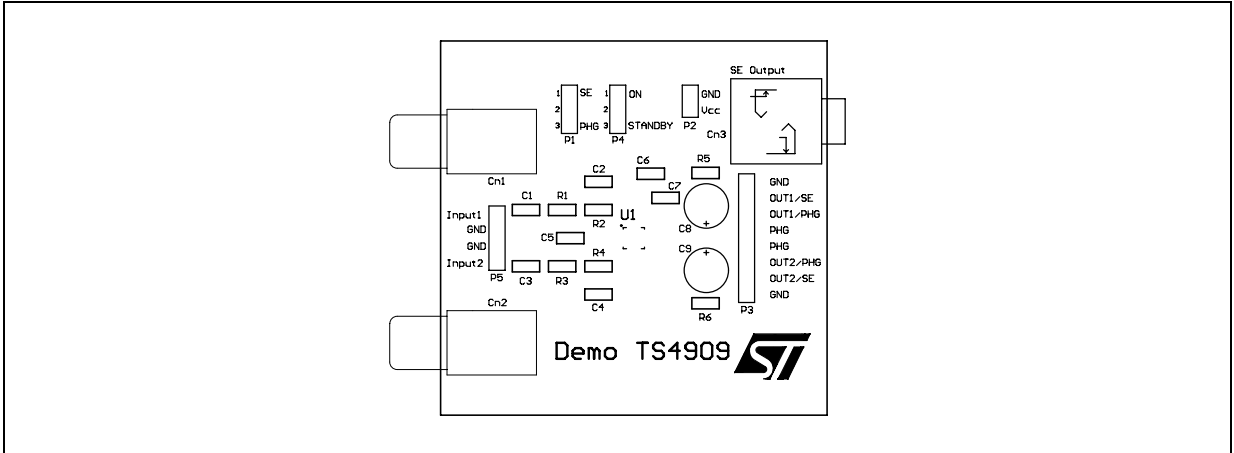 SE Output
1 SE
2
3 PHG
P1
1 ON
2
3 STANDBY
P4
GND
Vcc
P2
Cn3
Cn1
C6
R5
C2
C7
GND
OUT1/SE
OUT1/PHG
PHG
PHG
OUT2/PHG
OUT2/SE
GND
P3
C1
R1
R2
U1
C8
Input1
GND
GND
Input2
P5
C5
C9
R4
C3
R3
C4
R6
Cn2
Demo TS4909
ST